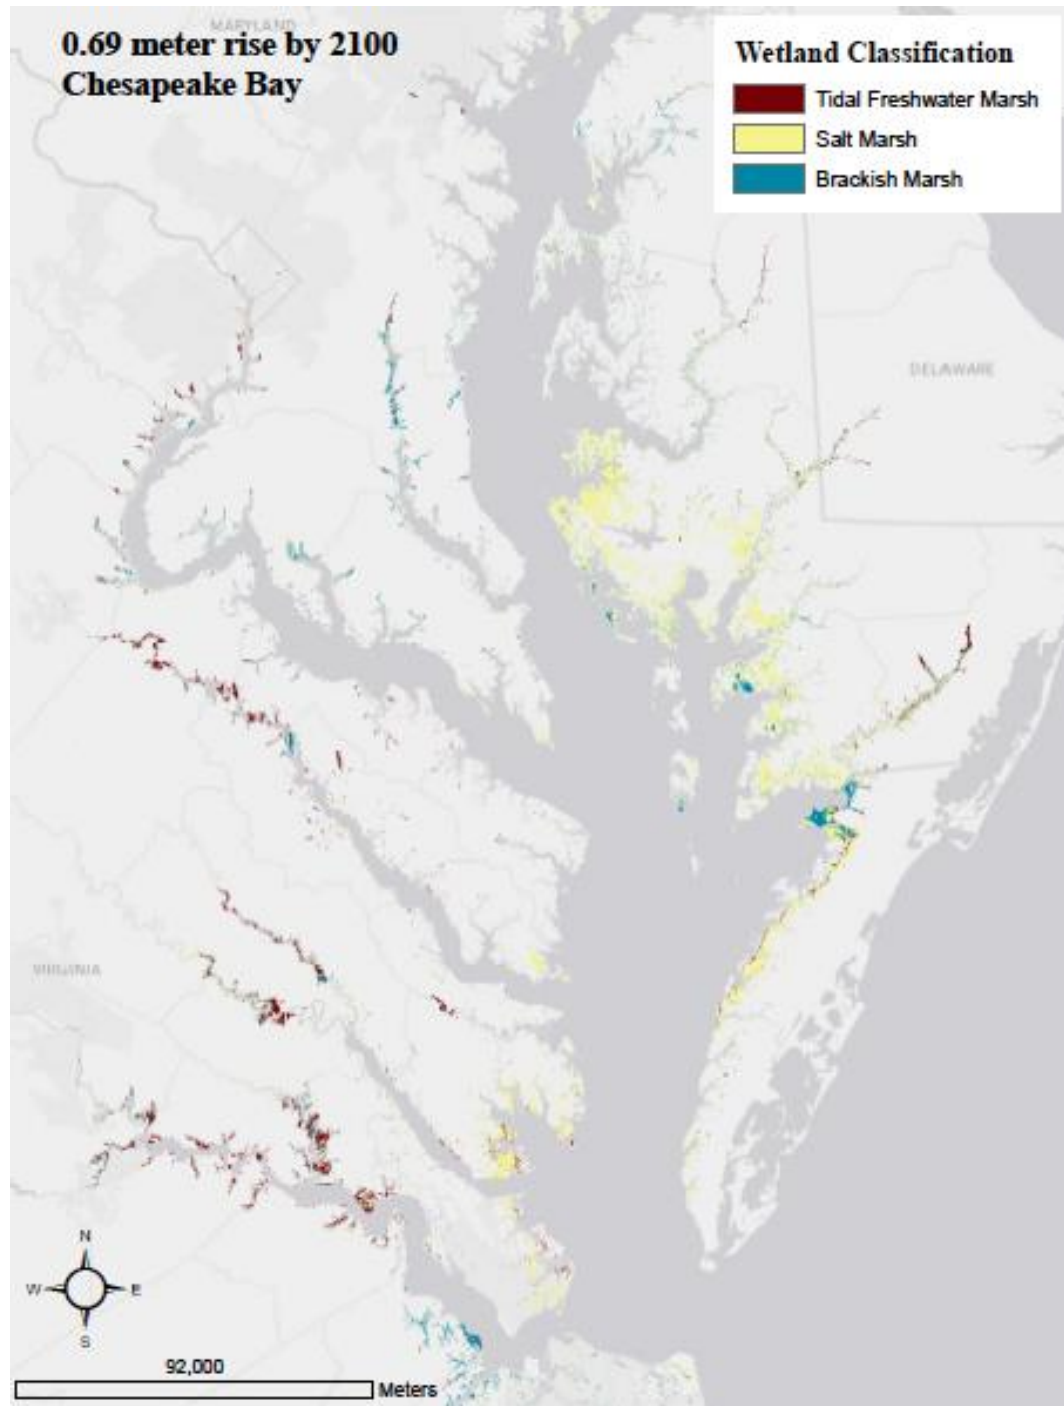 MARYLAND
0.69 meter rise by 2100
Chesapeake Bay
Wetland Classification
Tidal Freshwater Marsh
Salt Marsh
Brackish Marsh
DELAWARE
VIRGINIA
N
W
E
S
92,000
Meters